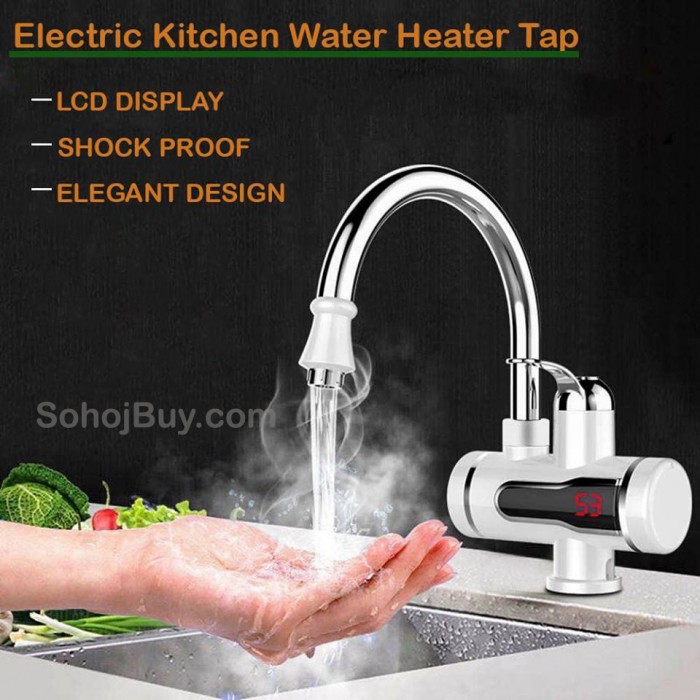 Electric Kitchen Water Heater Tap
– LCD DISPLAY
– SHOCK PROOF
– ELEGANT DESIGN
SohojBuy.com
53